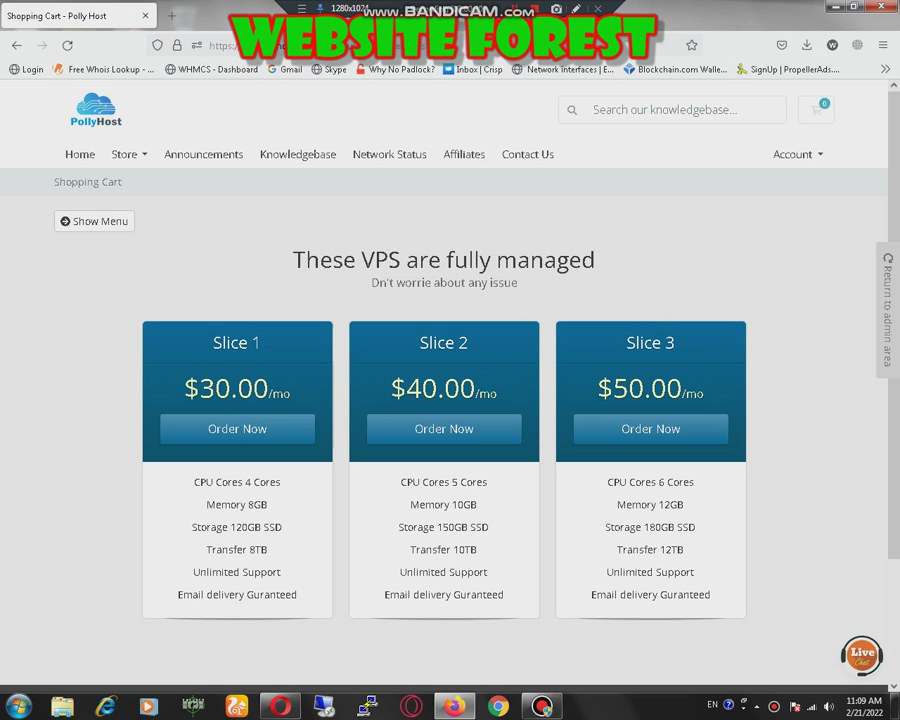 1280x1024
www.BANDICAM.com
Shopping Cart - Polly Host
WEBSITE FOREST
https:/
Login
Free Whois Lookup - ...
WHMCS - Dashboard
Gmail
Skype
Why No Padlock?
Inbox | Crisp
Network Interfaces | E...
Blockchain.com Walle...
SignUp | PropellerAds....
PollyHost
Search our knowledgebase...
0
Home
Store
Announcements
Knowledgebase
Network Status
Affiliates
Contact Us
Account
Shopping Cart
Show Menu
Return to admin area
These VPS are fully managed
Dn't worrie about any issue
Slice 1
$30.00/mo
Order Now
CPU Cores 4 Cores
Memory 8GB
Storage 120GB SSD
Transfer 8TB
Unlimited Support
Email delivery Guranteed
Slice 2
$40.00/mo
Order Now
CPU Cores 5 Cores
Memory 10GB
Storage 150GB SSD
Transfer 10TB
Unlimited Support
Email delivery Guranteed
Slice 3
$50.00/mo
Order Now
CPU Cores 6 Cores
Memory 12GB
Storage 180GB SSD
Transfer 12TB
Unlimited Support
Email delivery Guranteed
Live
Chat
EN
11:09 AM
2/21/2022